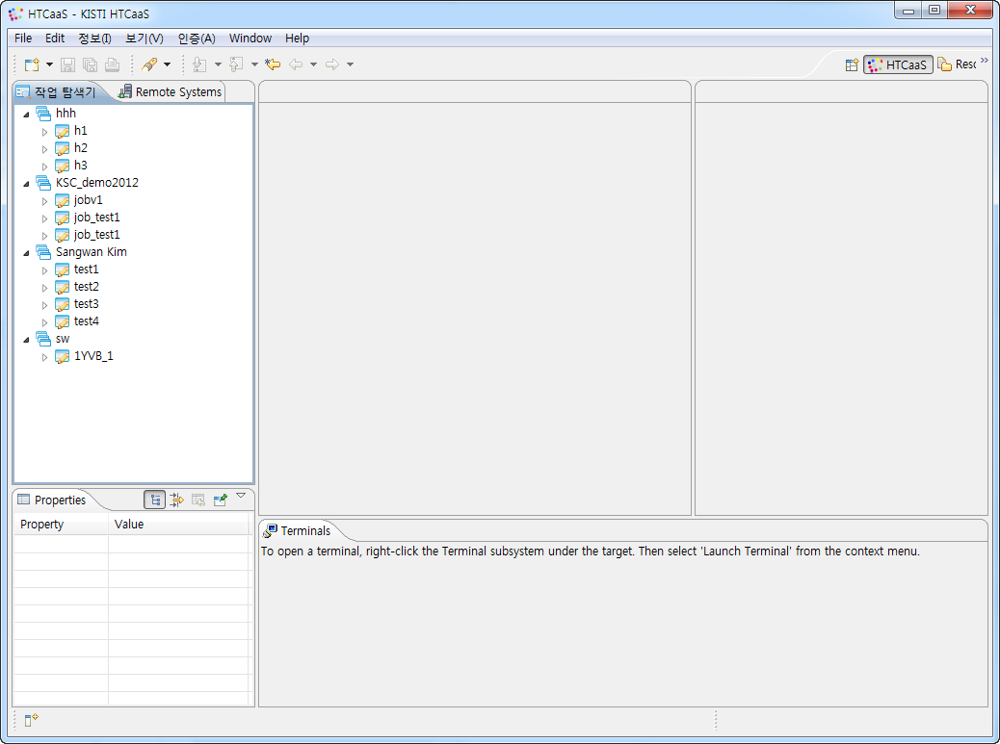 HTCaaS - KISTI HTCaaS
File Edit 정보(I) 보기(V) 인증(A) Window Help
HTCaaS Resc
작업 탐색기 Remote Systems
hhh
h1
h2
h3
KSC_demo2012
jobv1
job_test1
job_test1
Sangwan Kim
test1
test2
test3
test4
sw
1YVB_1
Properties
Property Value
Terminals
To open a terminal, right-click the Terminal subsystem under the target. Then select 'Launch Terminal' from the context menu.